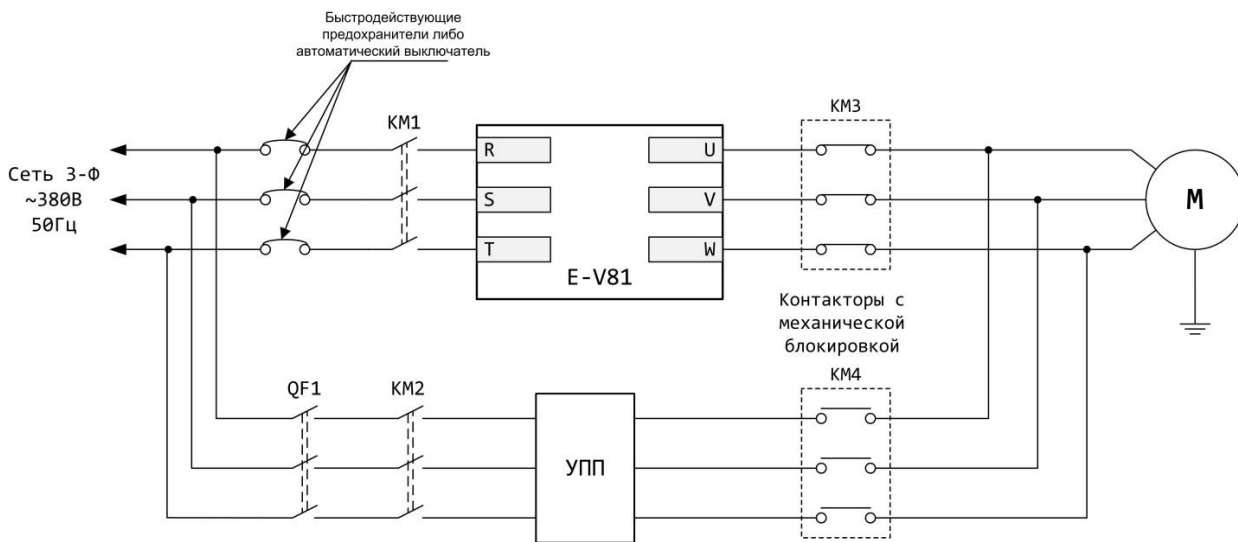 Быстродействующие
предохранители либо
автоматический выключатель
KM1
KM3
R
U
Сеть 3-Ф
~380В
50Гц
S
V
M
T
W
E-V81
Контакторы с
механической
блокировкой
QF1
KM2
KM4
УПП